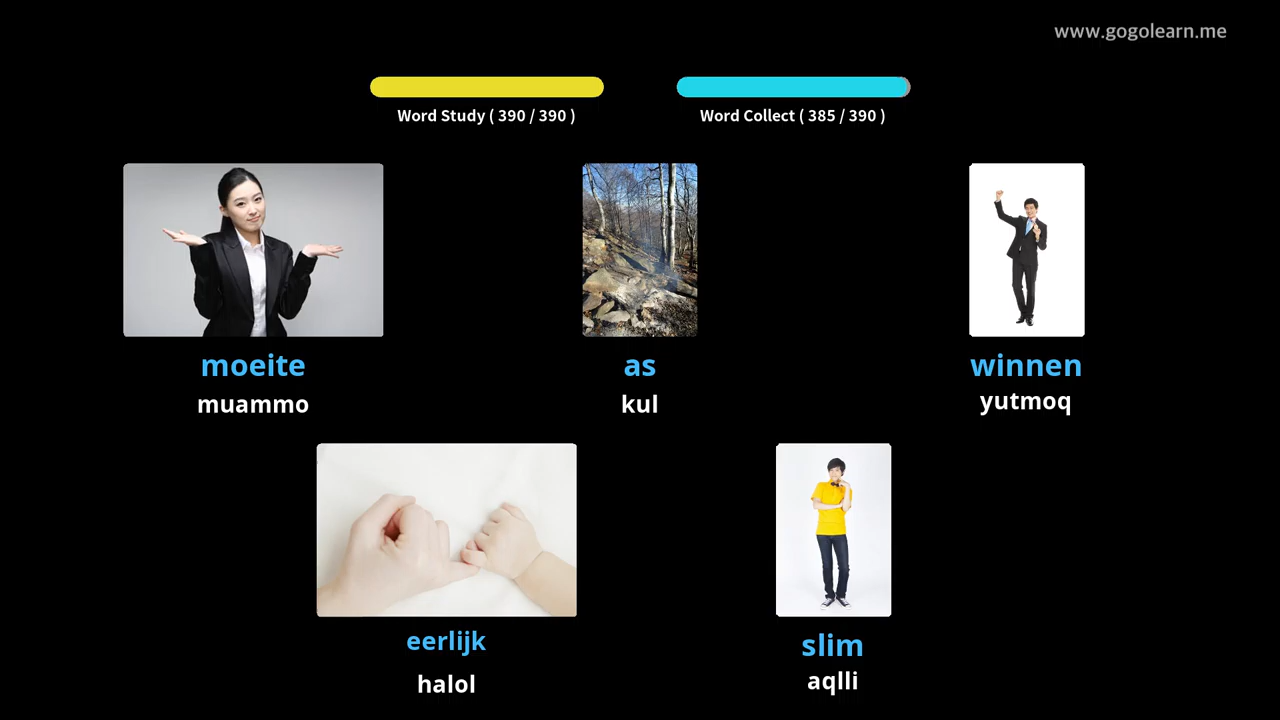 www.gogolearn.me
Word Study ( 390 / 390 )
Word Collect ( 385 / 390 )
moeite
muammo
as
kul
winnen
yutmoq
eerlijk
halol
slim
aqlli